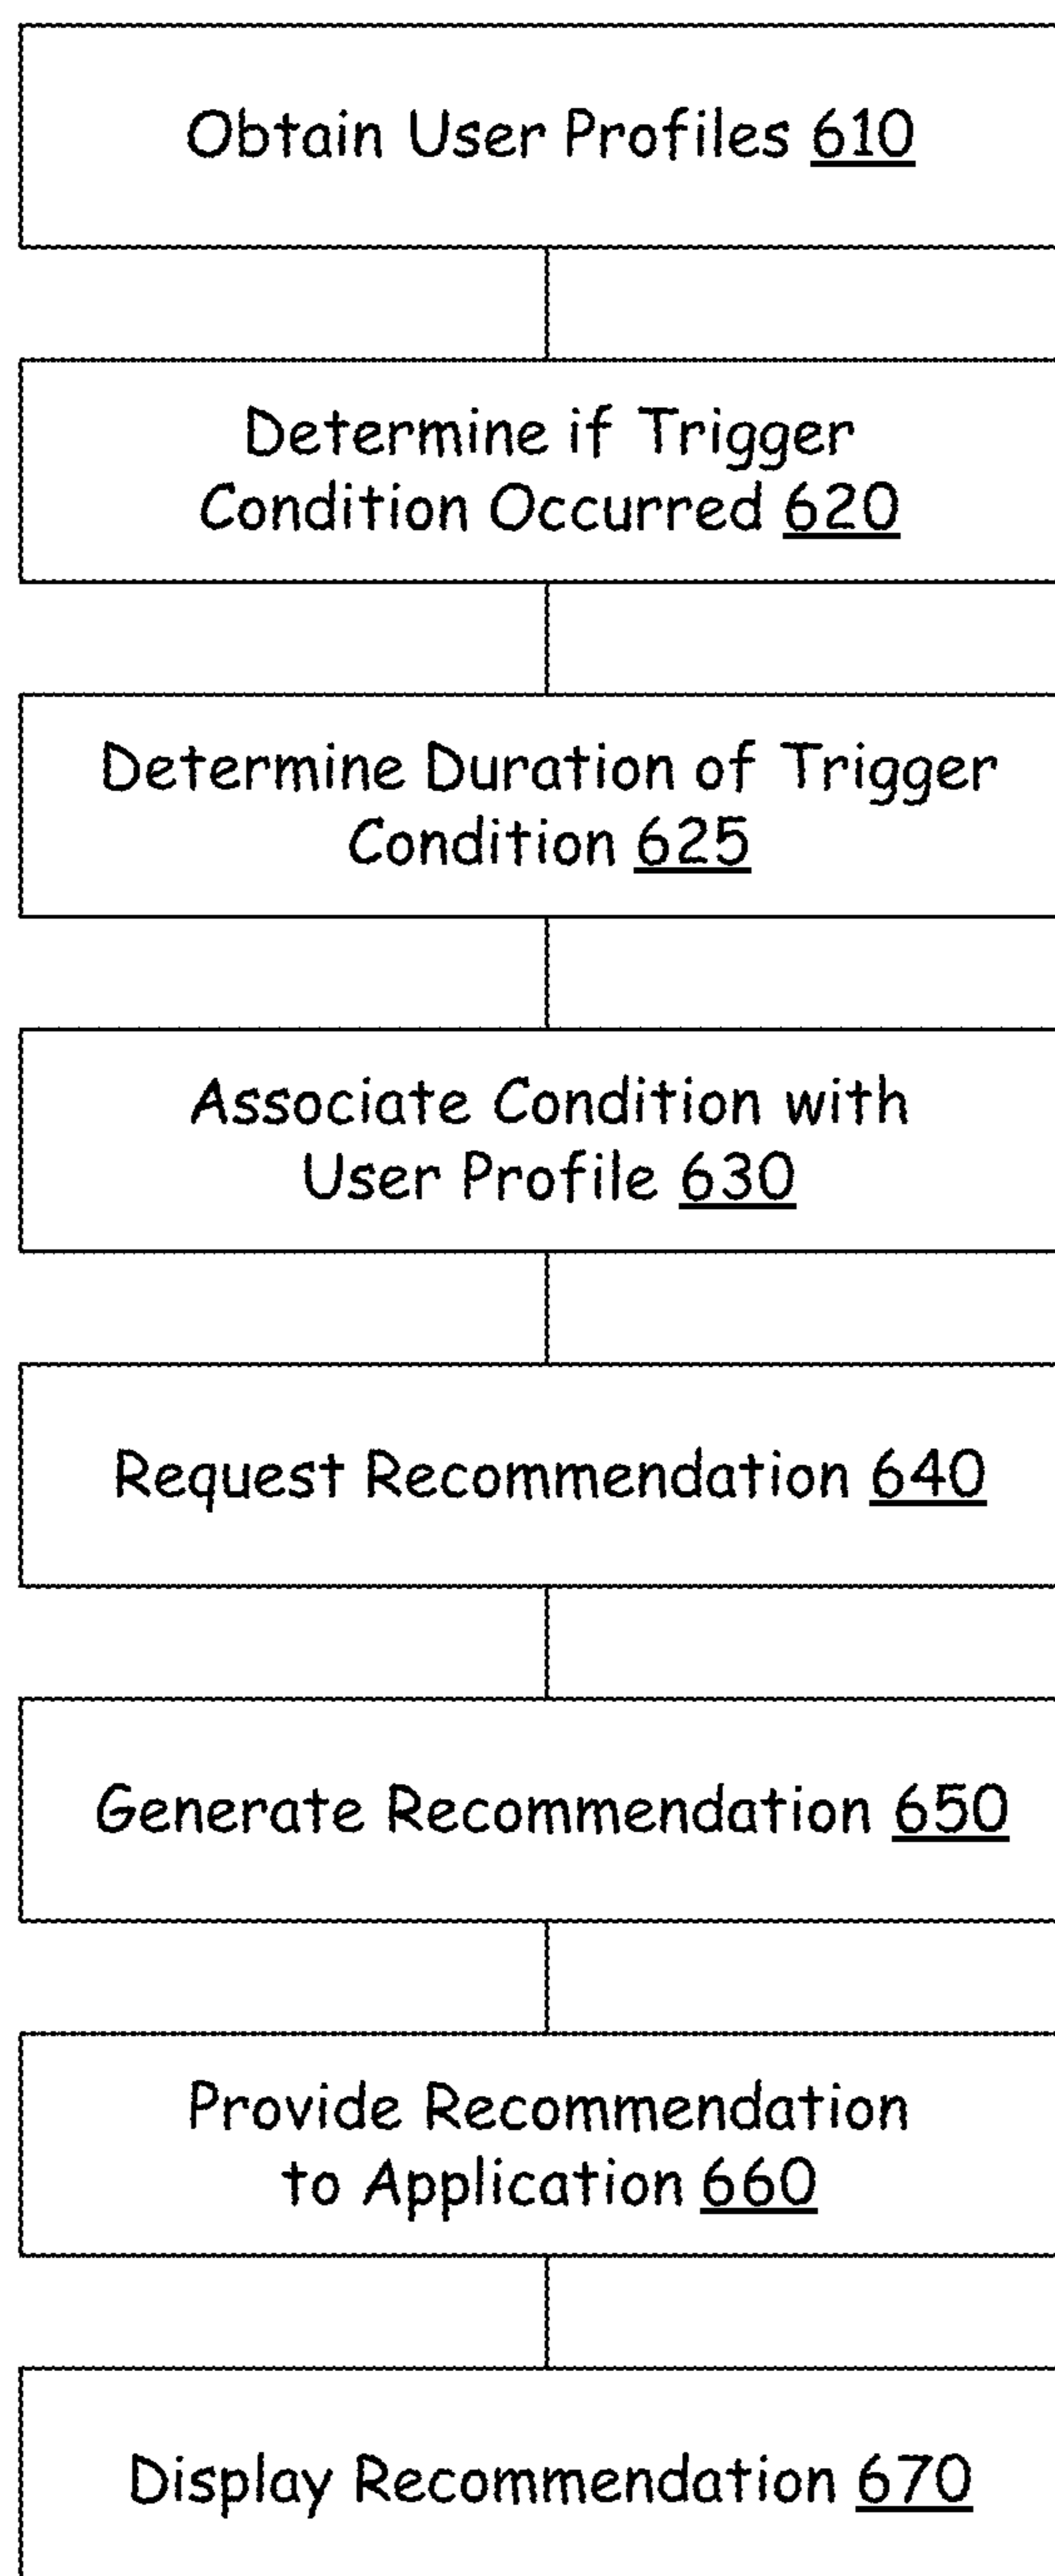 Obtain User Profiles 610
Determine if Trigger
Condition Occurred 620
Determine Duration of Trigger
Condition 625
Associate Condition with
User Profile 630
Request Recommendation 640
Generate Recommendation 650
Provide Recommendation
to Application 660
Display Recommendation 670